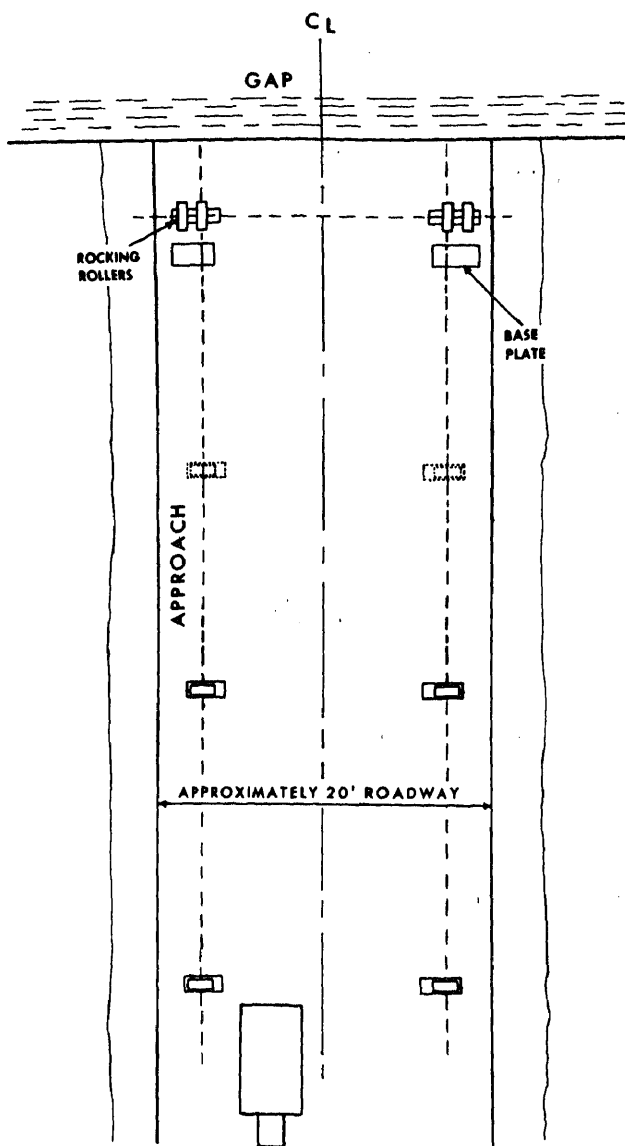 CL
GAP
ROCKING
ROLLERS
BASE
PLATE
APPROACH
APPROXIMATELY 20' ROADWAY